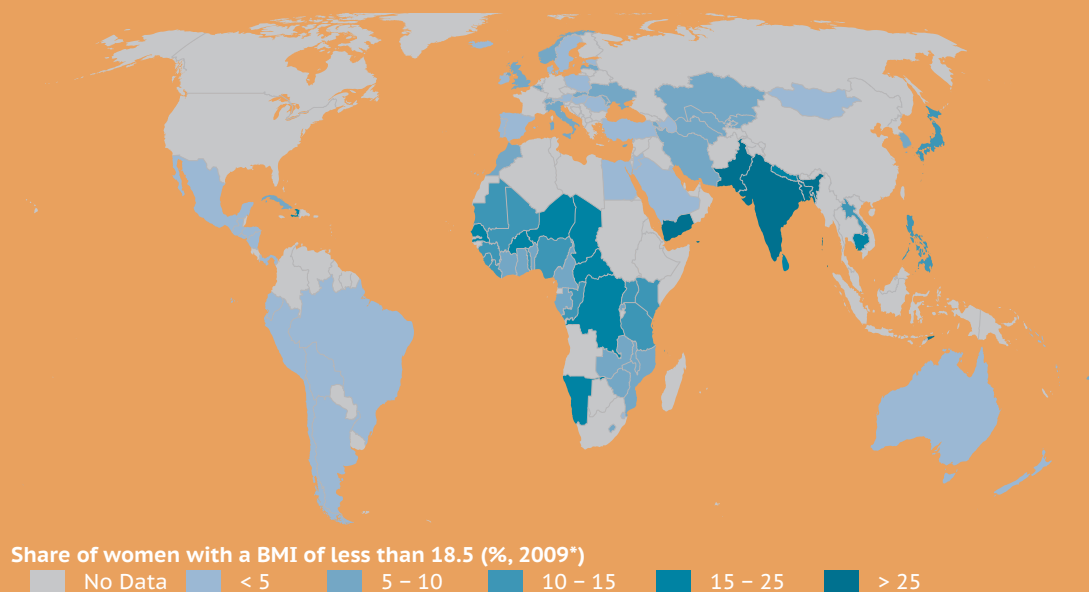 Share of women with a BMI of less than 18.5 (%, 2009*)
No Data < 5 5 – 10 10 – 15 15 – 25 > 25